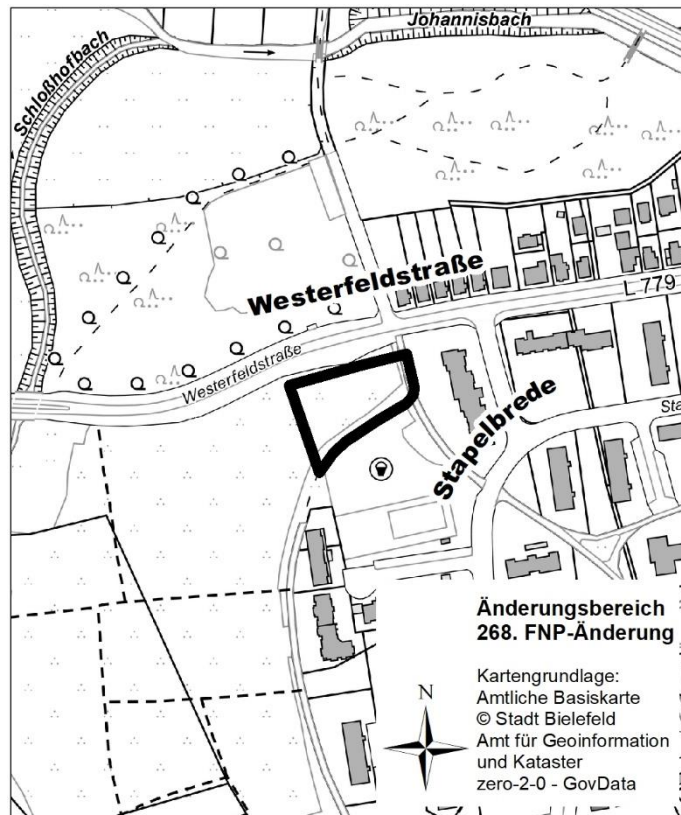 Johannisbach
Schloßhofbach
Westerfeldstraße
L 779
Westerfeldstraße
Stapelbrede
Sta
Änderungsbereich
268. FNP-Änderung
Kartengrundlage:
Amtliche Basiskarte
© Stadt Bielefeld
Amt für Geoinformation
und Kataster
zero-2-0 - GovData
N